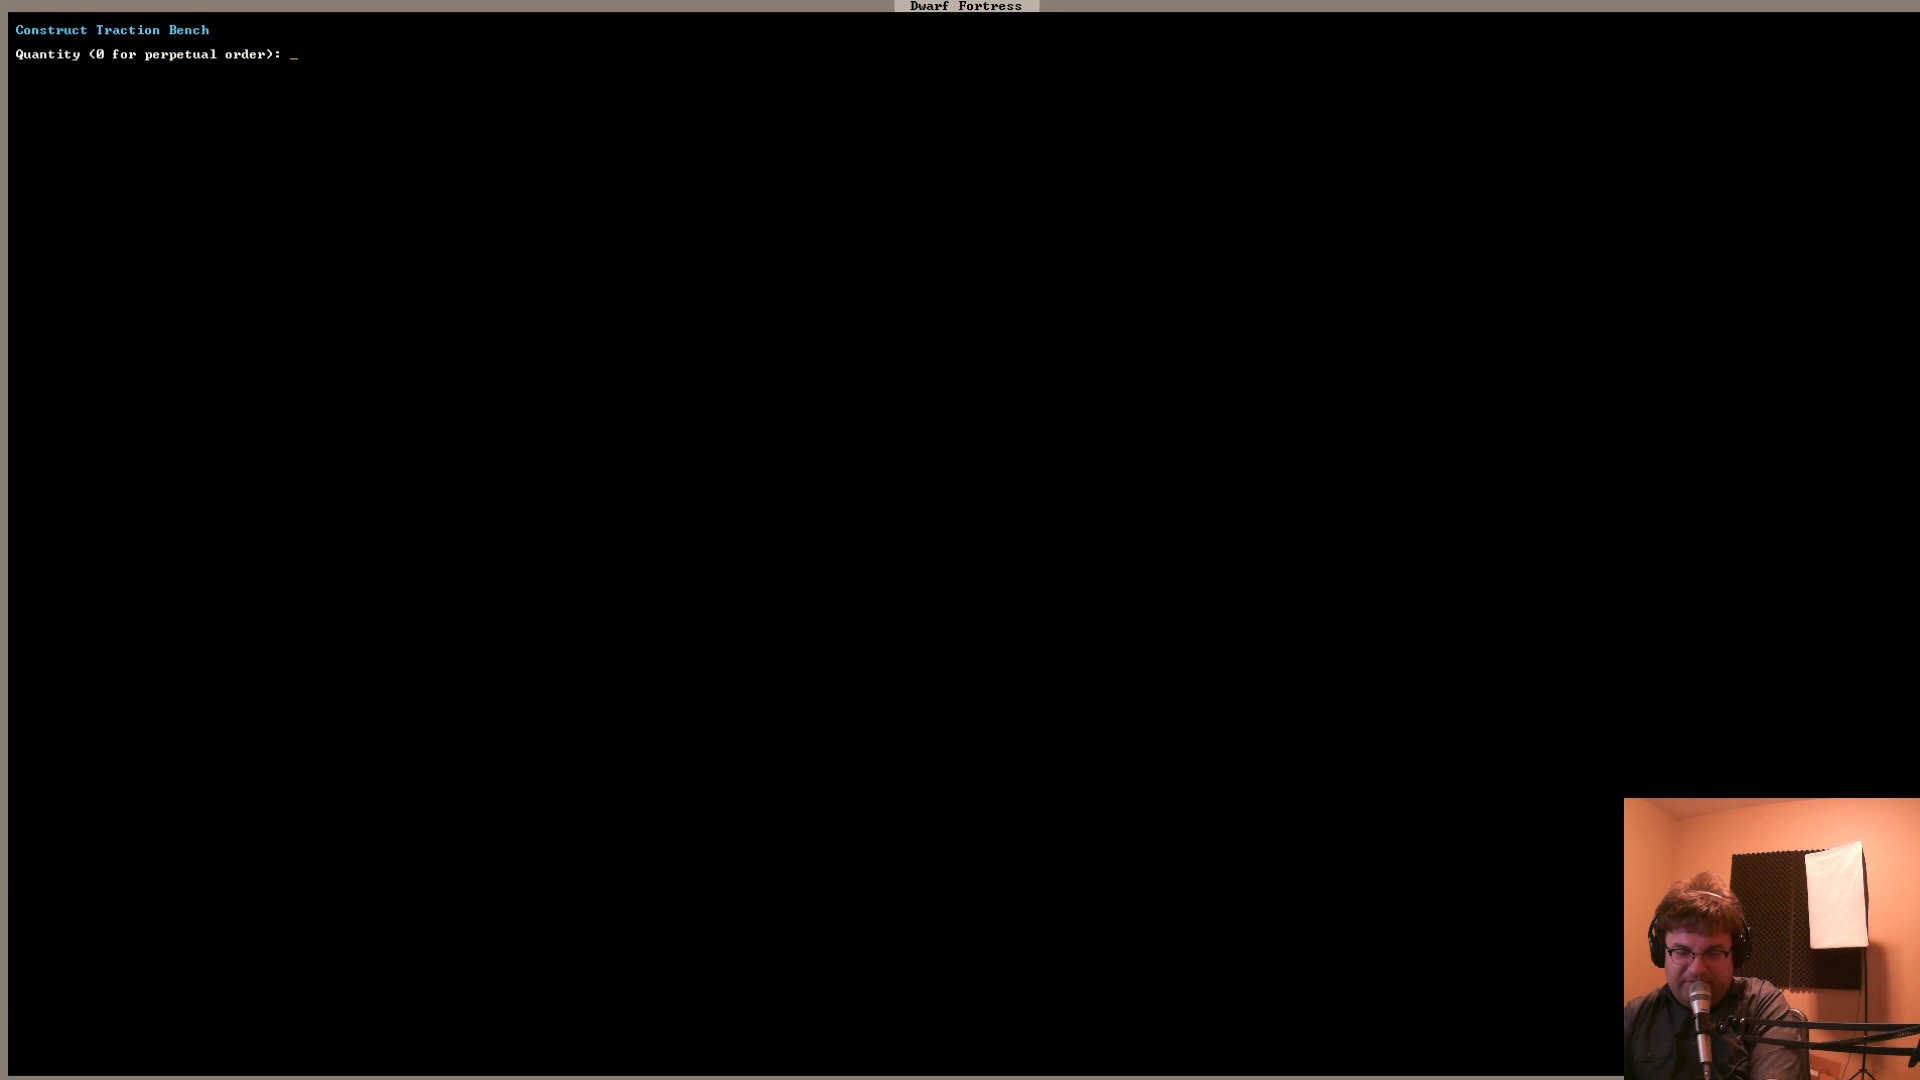 Dwarf Fortress
Construct Traction Bench
Quantity (0 for perpetual order): _